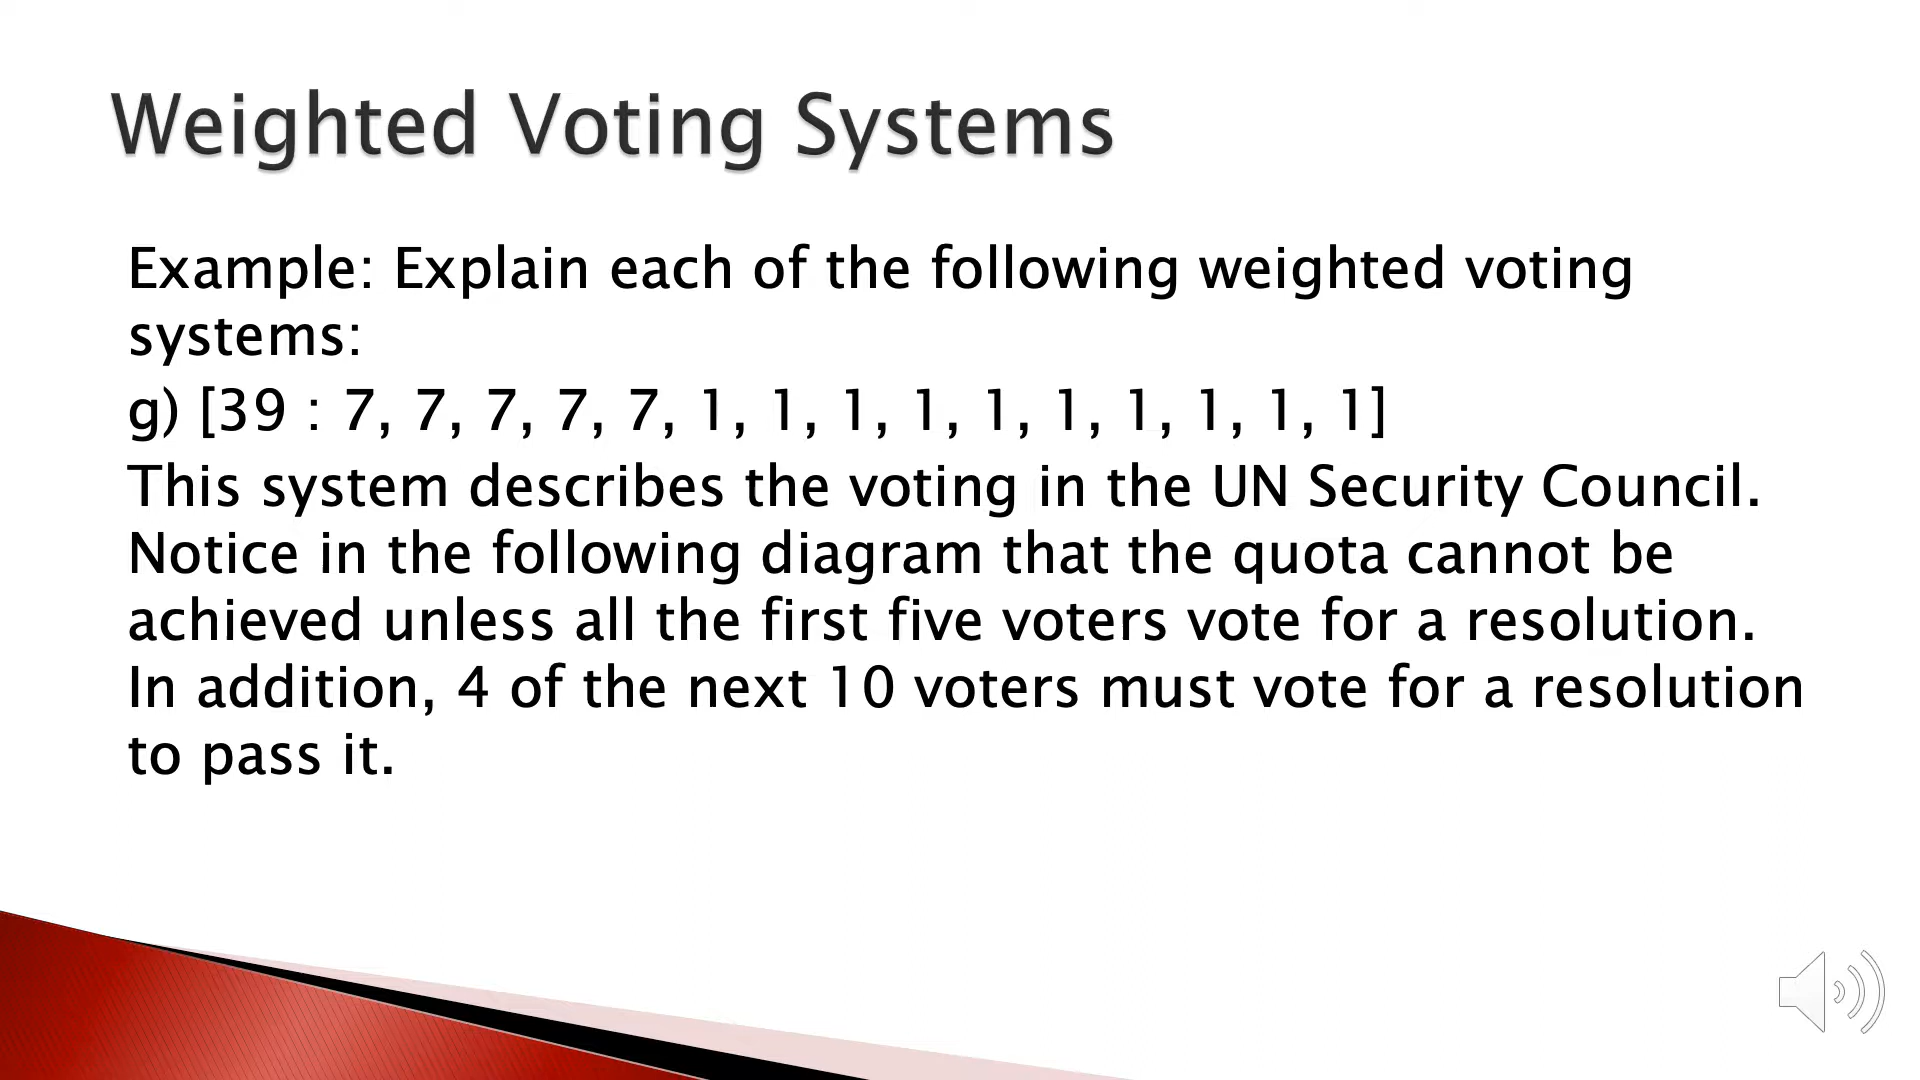 Weighted Voting Systems
Example: Explain each of the following weighted voting
systems:
g) [39 : 7, 7, 7, 7, 7, 1, 1, 1, 1, 1, 1, 1, 1, 1, 1]
This system describes the voting in the UN Security Council.
Notice in the following diagram that the quota cannot be
achieved unless all the first five voters vote for a resolution.
In addition, 4 of the next 10 voters must vote for a resolution
to pass it.